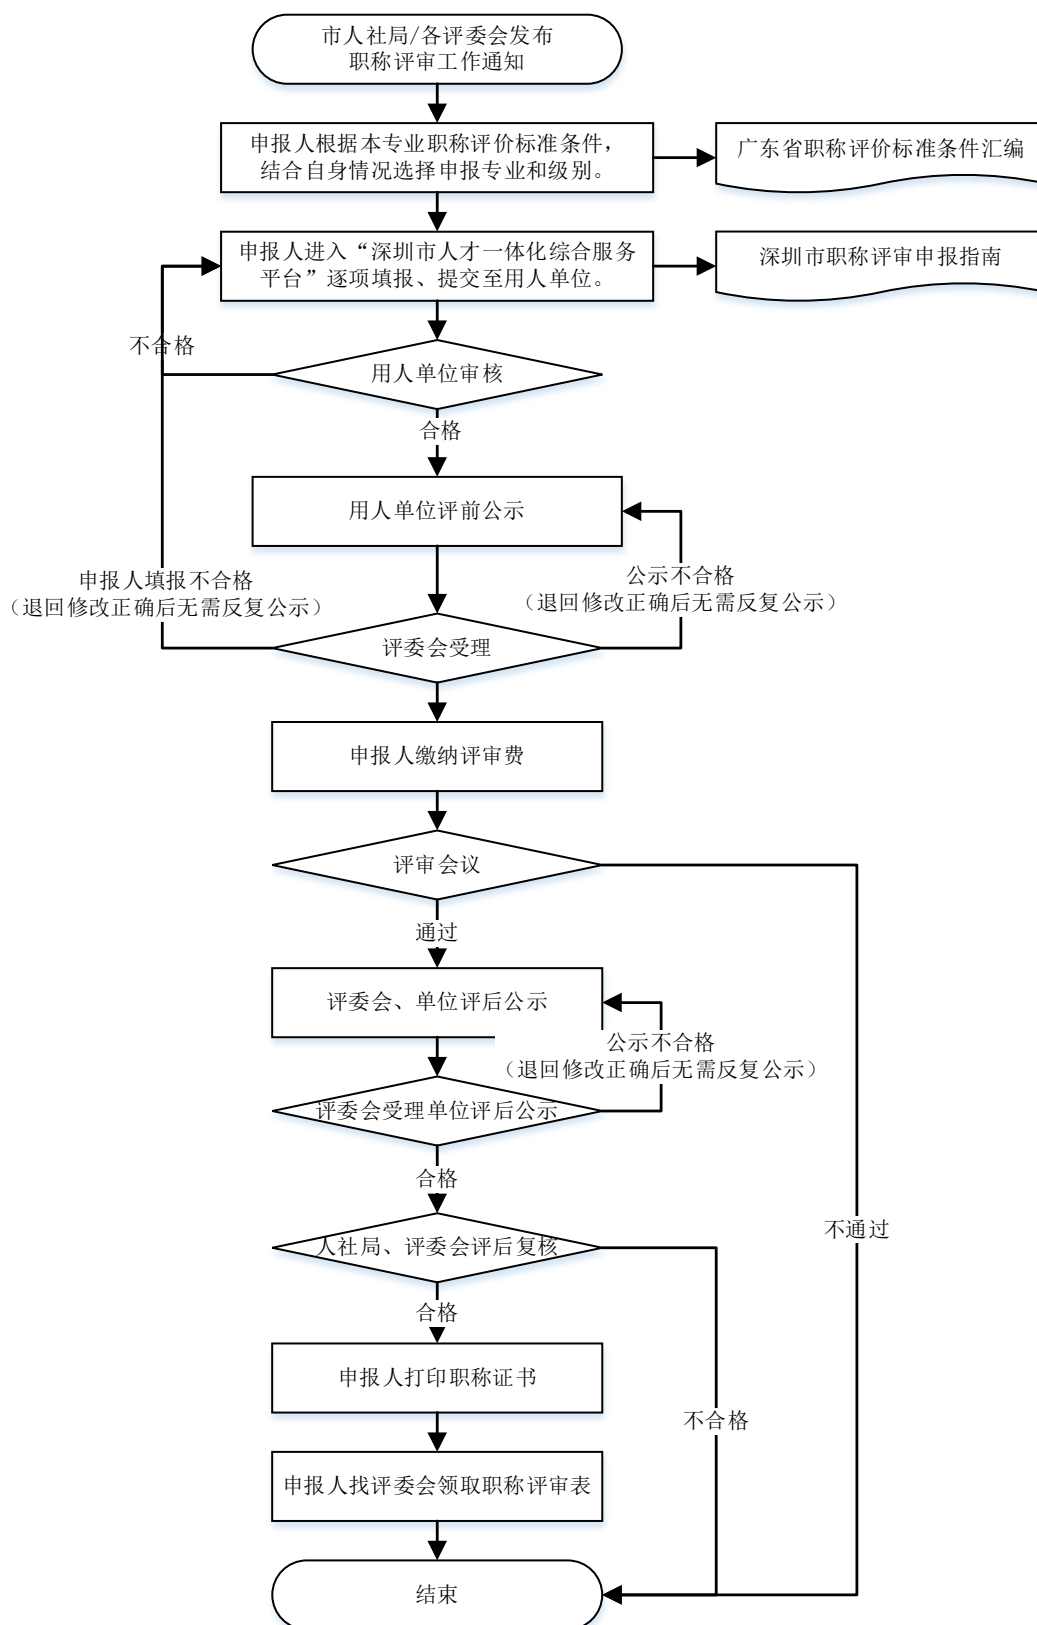 市人社局/各评委会发布
职称评审工作通知
申报人根据本专业职称评价标准条件，
结合自身情况选择申报专业和级别。
广东省职称评价标准条件汇编
申报人进入“深圳市人才一体化综合服务
平台”逐项填报、提交至用人单位。
深圳市职称评审申报指南
不合格
用人单位审核
合格
用人单位评前公示
申报人填报不合格
（退回修改正确后无需反复公示）
公示不合格
（退回修改正确后无需反复公示）
评委会受理
申报人缴纳评审费
评审会议
通过
评委会、单位评后公示
公示不合格
（退回修改正确后无需反复公示）
评委会受理单位评后公示
合格
不通过
人社局、评委会评后复核
合格
申报人打印职称证书
不合格
申报人找评委会领取职称评审表
结束